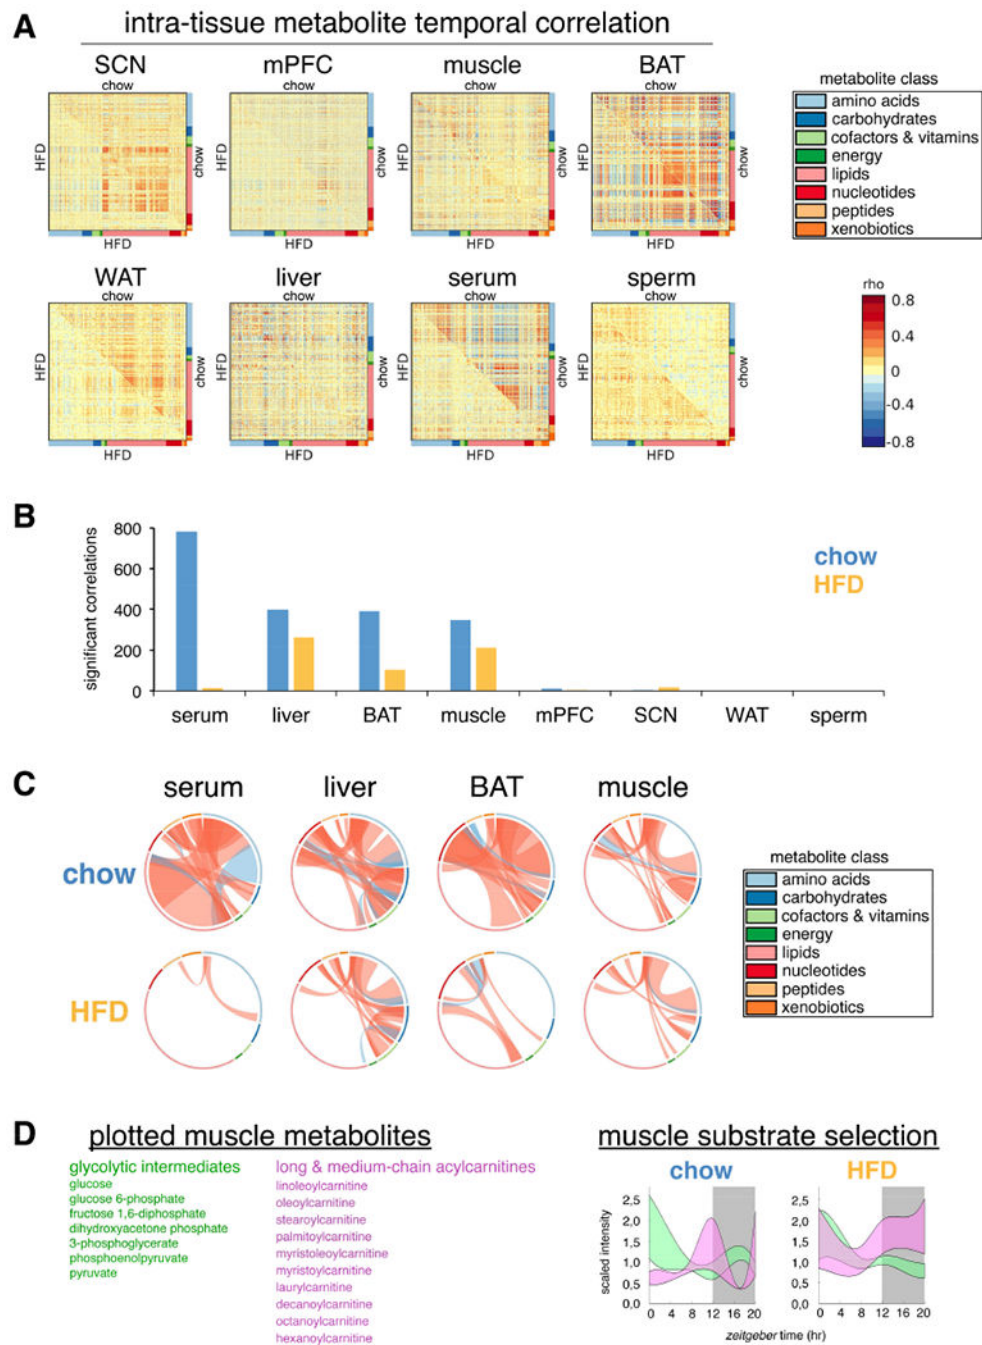 A
intra-tissue metabolite temporal correlation
SCN mPFC muscle BAT
chow chow chow chow
HFD HFD HFD HFD chow
HFD HFD HFD HFD
metabolite class
amino acids
carbohydrates
cofactors & vitamins
energy
lipids
nucleotides
peptides
xenobiotics
WAT liver serum sperm
chow chow chow chow
HFD chow HFD chow HFD chow HFD chow
HFD HFD HFD HFD
rho
0.8
0.4
0
-0.4
-0.8
B
significant correlations
800
600
400
200
0
serum liver BAT muscle mPFC SCN WAT sperm
chow
HFD
C
serum liver BAT muscle
chow
HFD
metabolite class
amino acids
carbohydrates
cofactors & vitamins
energy
lipids
nucleotides
peptides
xenobiotics
D
plotted muscle metabolites
glycolytic intermediates
glucose
glucose 6-phosphate
fructose 1,6-diphosphate
dihydroxyacetone phosphate
3-phosphoglycerate
phosphoenolpyruvate
pyruvate
long & medium-chain acylcarnitines
linoleoylcarnitine
oleoylcarnitine
stearoylcarnitine
palmitoylcarnitine
myristoleoylcarnitine
myristoylcarnitine
laurylcarnitine
decanoylcarnitine
octanoylcarnitine
hexanoylcarnitine
muscle substrate selection
chow HFD
scaled intensity
2,5 2,5
2,0 2,0
1,5 1,5
1,0 1,0
0,5 0,5
0,0 0,0
0 4 8 12 16 20 0 4 8 12 16 20
zeitgeber time (hr)